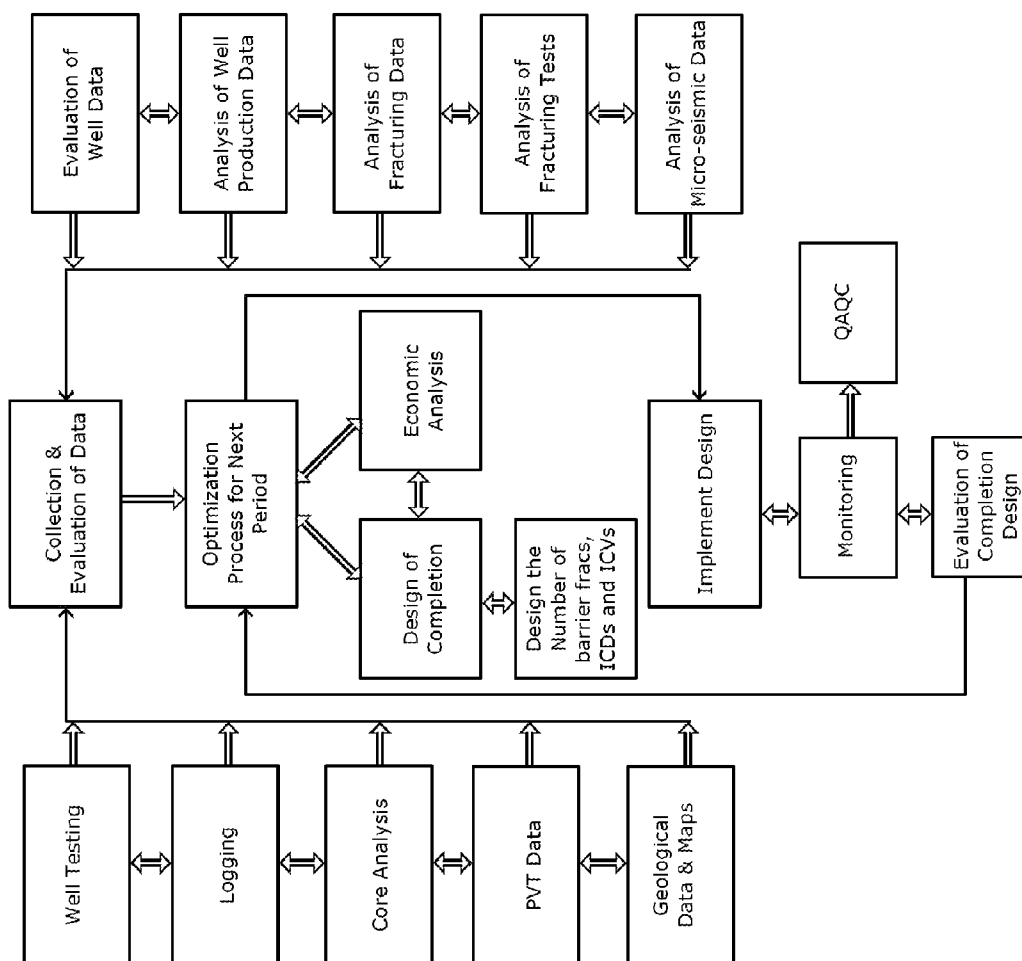 Well Testing
Logging
Core Analysis
PVT Data
Geological
Data & Maps
Collection &
Evaluation of Data
Optimization
Process for Next
Period
Design of
Completion
Economic
Analysis
Design the
Number of
barrier fracs,
ICDs and ICVs
Implement Design
Monitoring
QAQC
Evaluation of
Completion
Design
Evaluation of
Well Data
Analysis of Well
Production Data
Analysis of
Fracturing Data
Analysis of
Fracturing Tests
Analysis of
Micro-seismic Data